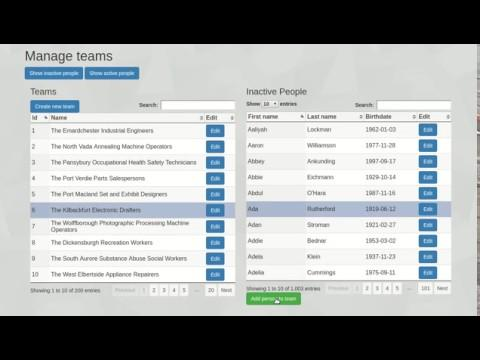 Manage teams
Show inactive people Show active people
Teams
Create new team Search:
Id Name Edit
1 The Emardchester Industrial Engineers Edit
2 The North Vada Annealing Machine Operators Edit
3 The Pansybury Occupational Health Safety Technicians Edit
4 The Port Verdie Parts Salespersons Edit
5 The Port Macland Set and Exhibit Designers Edit
6 The Kilbackfurt Electronic Drafters Edit
7 The Wolffborough Photographic Processing Machine
Operators Edit
8 The Dickensburgh Recreation Workers Edit
9 The South Aurore Substance Abuse Social Workers Edit
10 The West Elbertside Appliance Repairers Edit
Showing 1 to 10 of 200 entries Previous 1 2 3 4 5 ... 20 Next
Inactive People
Show 10 entries Search:
First name Last name Birthdate Edit
Aaliyah Lockman 1962-01-03 Edit
Aaron Williamson 1977-11-28 Edit
Abbey Ankunding 1997-09-17 Edit
Abbie Eichmann 1929-10-14 Edit
Abdul O'Hara 1987-11-16 Edit
Ada Rutherford 1919-06-12 Edit
Adan Stroman 1921-02-27 Edit
Addie Bednar 1953-03-02 Edit
Adela Klein 1937-11-23 Edit
Adelia Cummings 1975-09-11 Edit
Showing 1 to 10 of 1,003 entries Previous 1 2 3 4 5 ... 101 Next
Add person to team